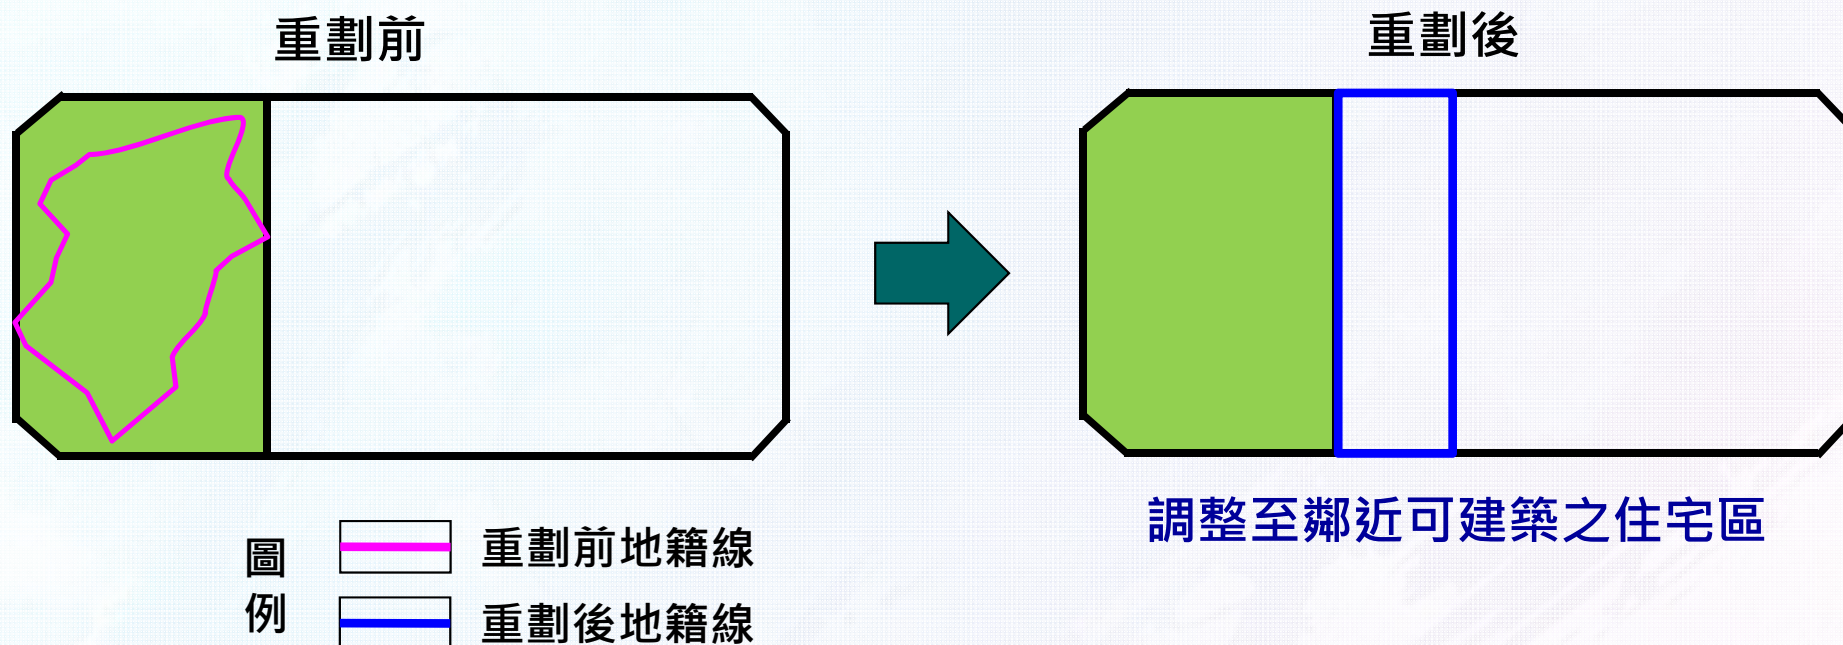 重劃前
重劃後
調整至鄰近可建築之住宅區
圖例
重劃前地籍線
重劃後地籍線